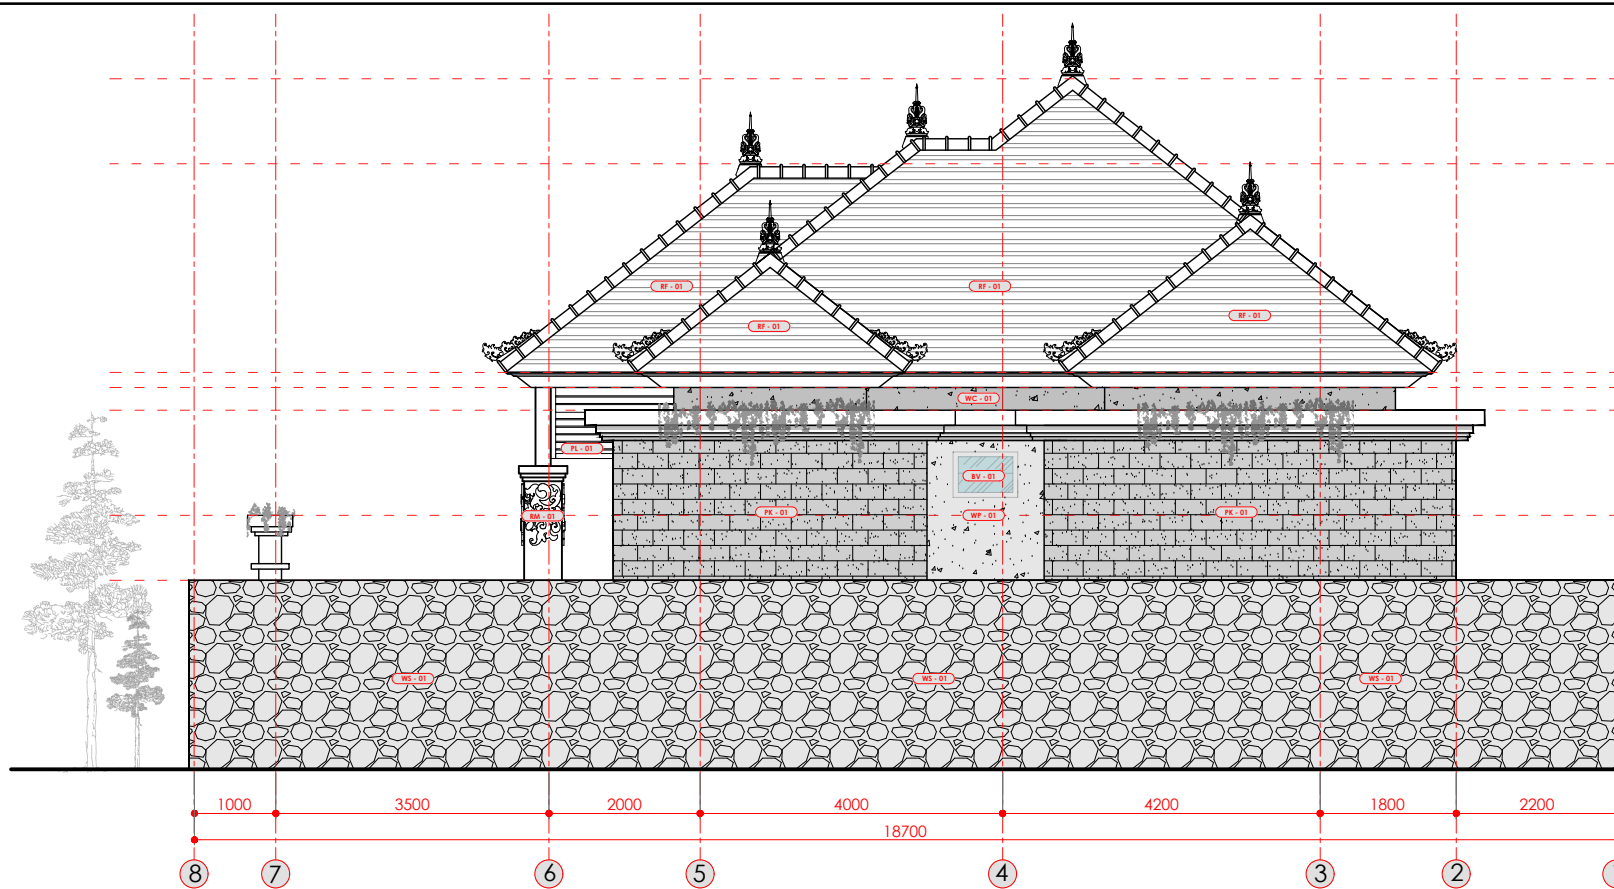 RF - 01
RF - 01
RF - 01
RF - 01
WC - 01
PL - 01
BV - 01
RM - 01
PK - 01
WP - 01
PK - 01
WS - 01
WS - 01
WS - 01
1000
3500
2000
4000
4200
1800
2200
18700
8
7
6
5
4
3
2